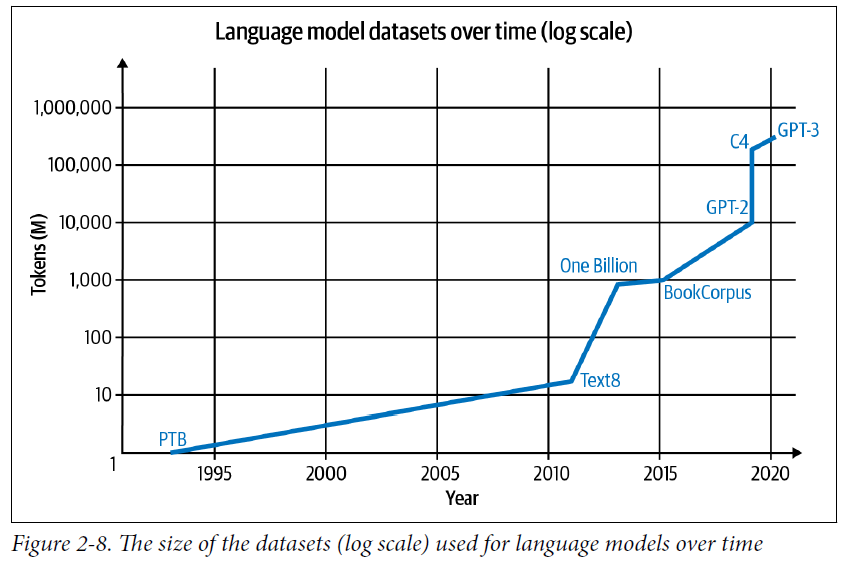 Language model datasets over time (log scale)
1,000,000
100,000
10,000
1,000
100
10
1
Tokens (M)
PTB
Text8
One Billion
BookCorpus
GPT-2
C4
GPT-3
1995
2000
2005
2010
2015
2020
Year
Figure 2-8. The size of the datasets (log scale) used for language models over time